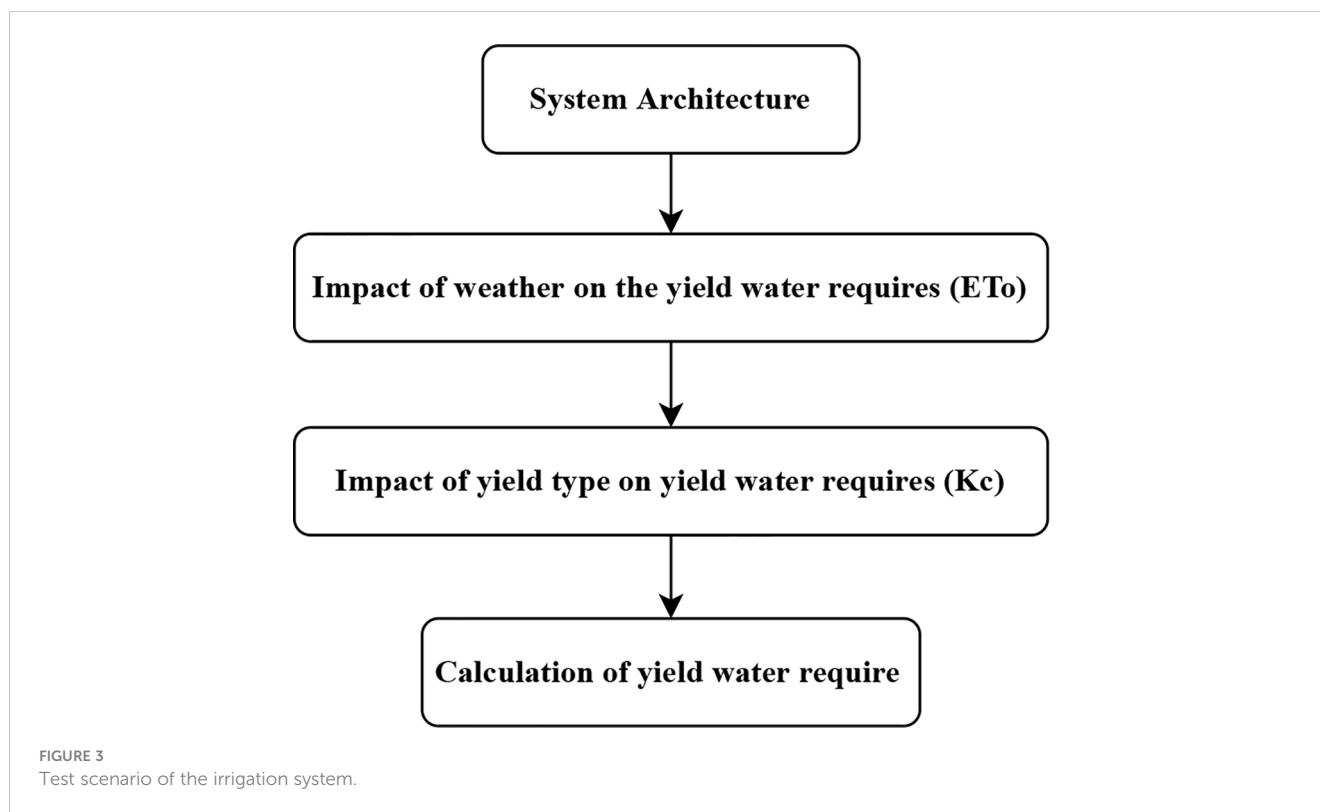 System Architecture
Impact of weather on the yield water requires (ETo)
Impact of yield type on yield water requires (Kc)
Calculation of yield water require
FIGURE 3
Test scenario of the irrigation system.